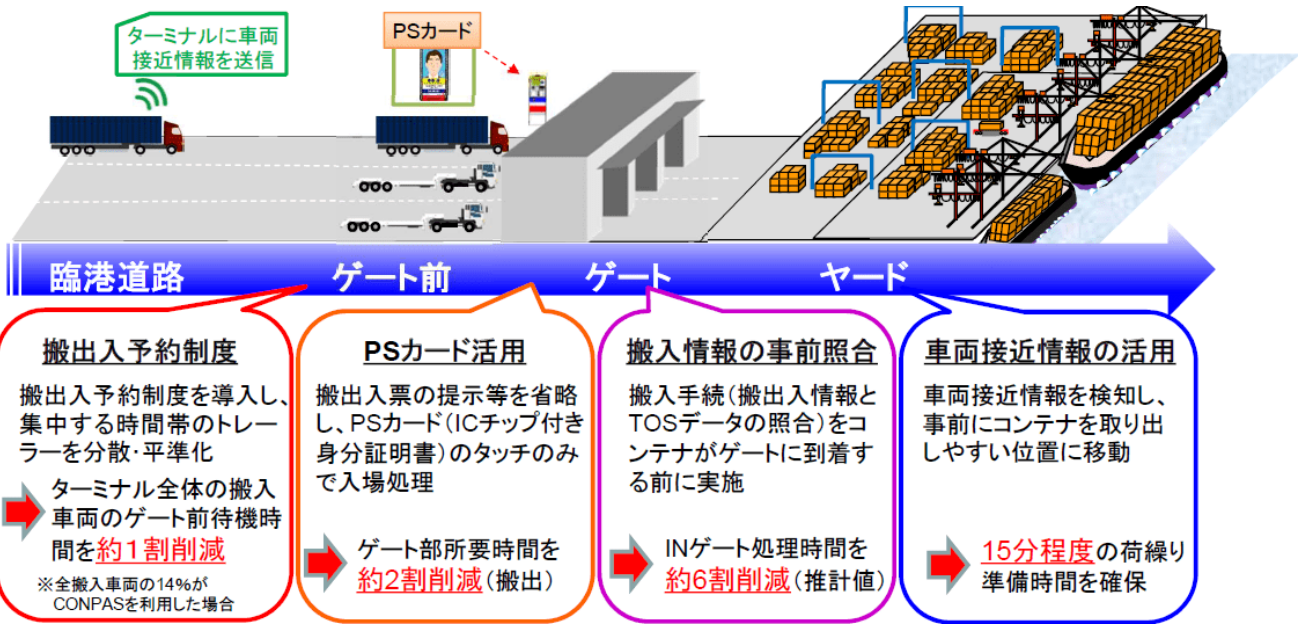 ターミナルに車両
接近情報を送信
PSカード
臨港道路
ゲート前
ゲート
ヤード
搬出入予約制度
搬出入予約制度を導入し、
集中する時間帯のトレー
ラーを分散・平準化
ターミナル全体の搬入
車両のゲート前待機時
間を約1割削減
※全搬入車両の14%が
CONPASを利用した場合
PSカード活用
搬出入票の提示等を省略
し、PSカード(ICチップ付き
身分証明書)のタッチのみ
で入場処理
ゲート部所要時間を
約2割削減(搬出)
搬入情報の事前照合
搬入手続(搬出入情報と
TOSデータの照合)をコ
ンテナがゲートに到着す
る前に実施
INゲート処理時間を
約6割削減(推計値)
車両接近情報の活用
車両接近情報を検知し、
事前にコンテナを取り出
しやすい位置に移動
15分程度の荷繰り
準備時間を確保